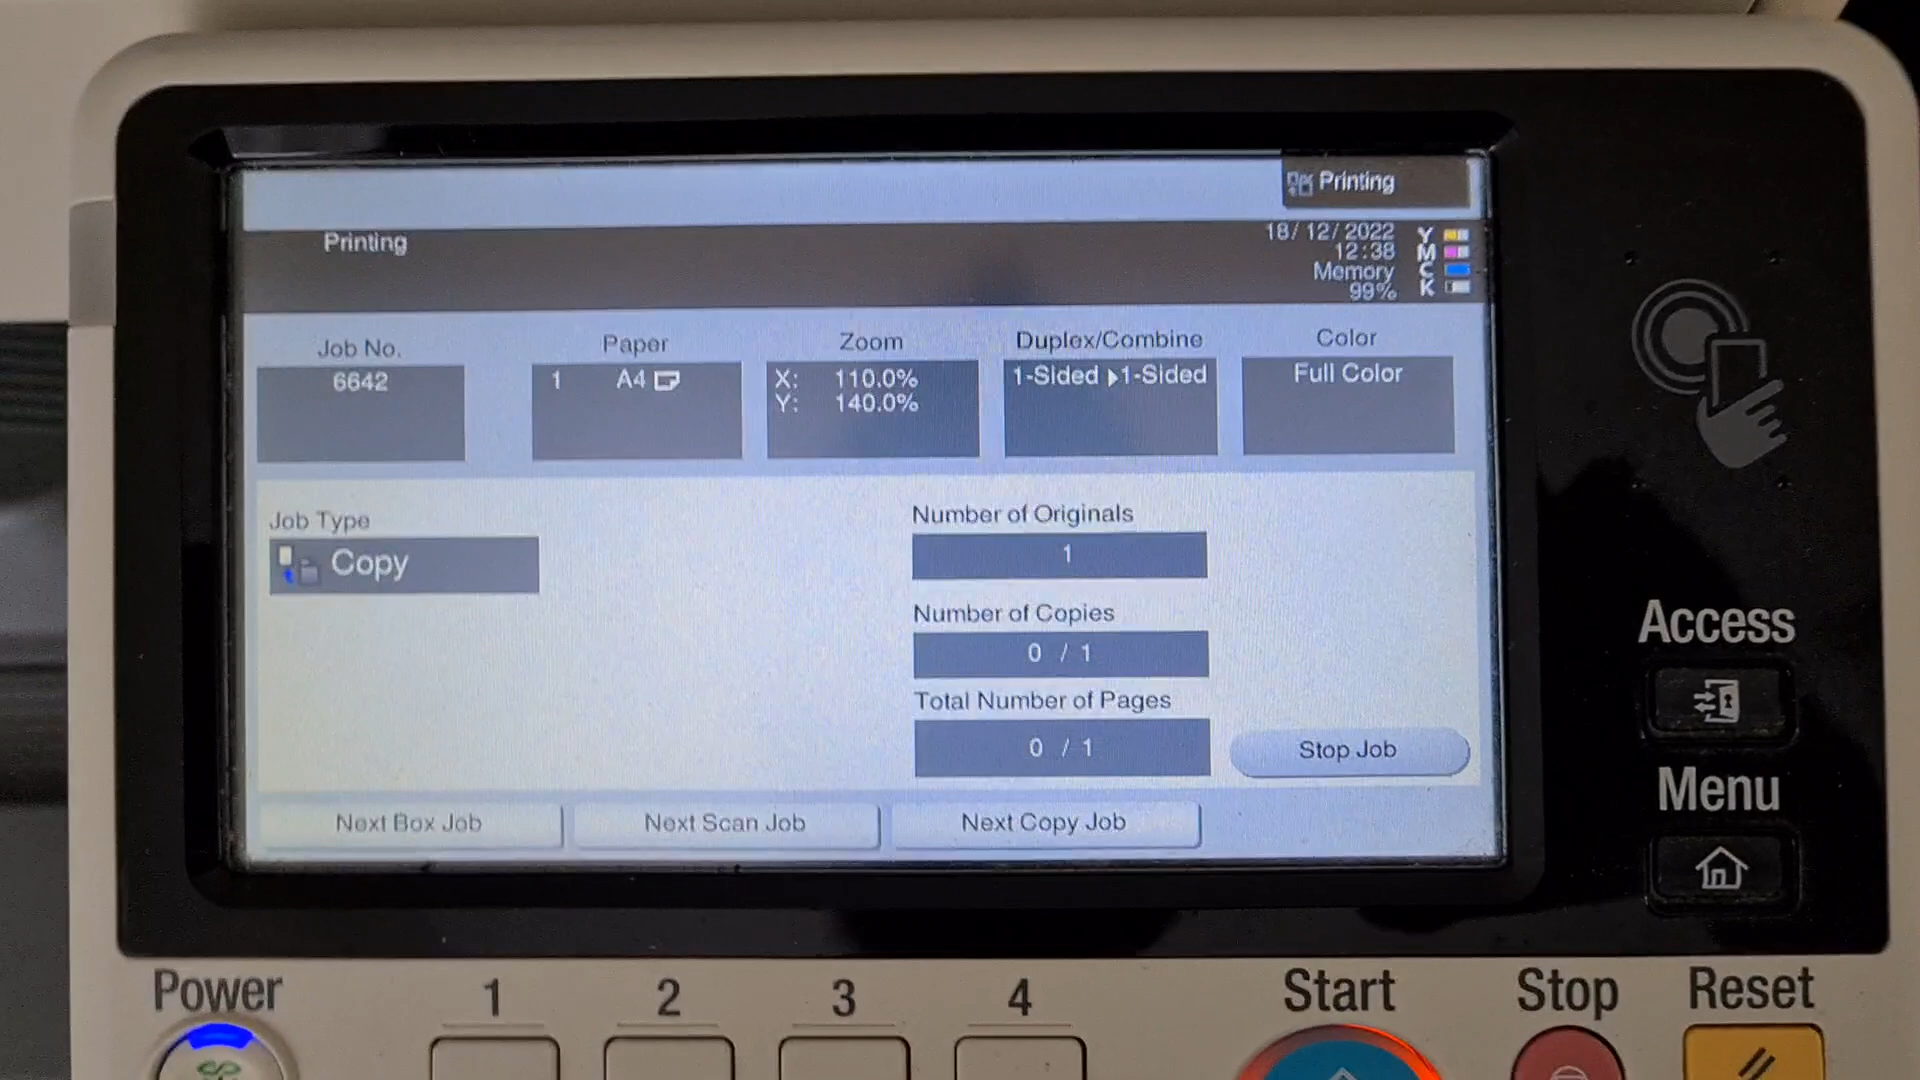 Printing
Printing
18/12/2022
12:38
Memory
99%
Y
M
C
K
Job No.
6642
Paper
1 A4
Zoom
X: 110.0%
Y: 140.0%
Duplex/Combine
1-Sided ▶1-Sided
Color
Full Color
Job Type
Copy
Number of Originals
1
Number of Copies
0 / 1
Total Number of Pages
0 / 1
Stop Job
Next Box Job
Next Scan Job
Next Copy Job
Access
Menu
Power
1
2
3
4
Start
Stop
Reset